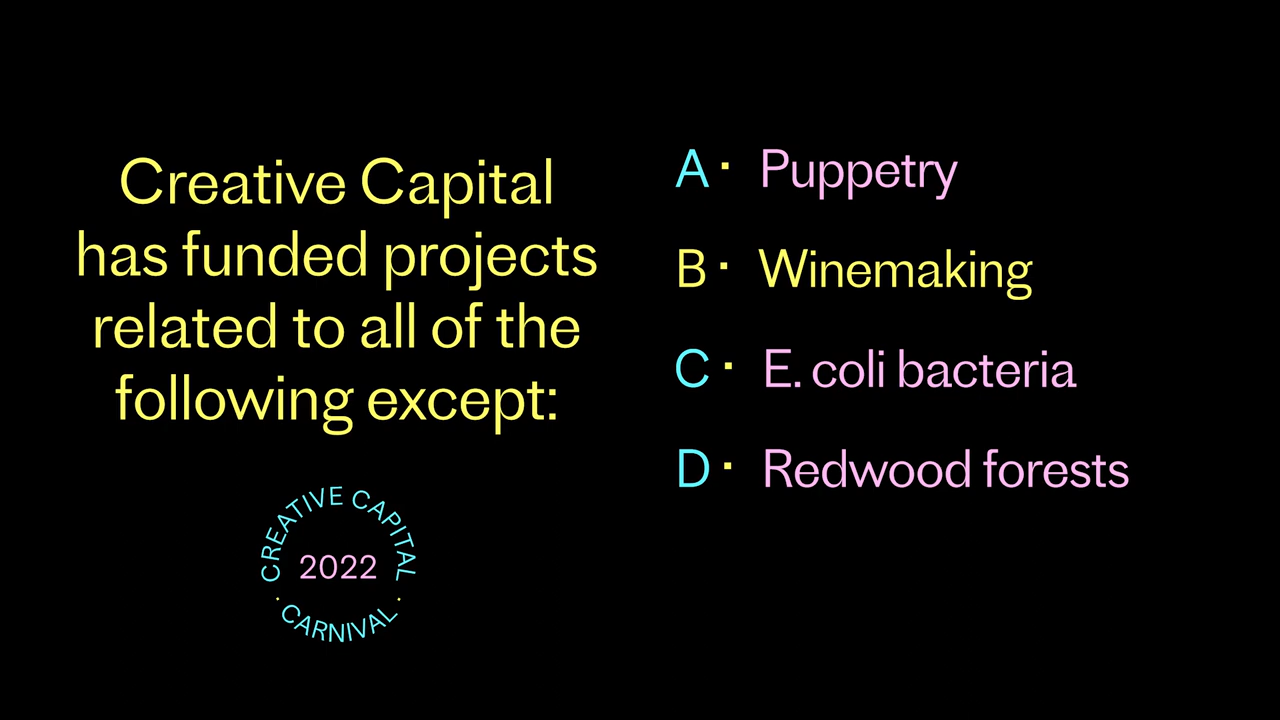 Creative Capital
has funded projects
related to all of the
following except:
CREATIVE CAPITAL
2022
· CARNIVAL ·
A · Puppetry
B · Winemaking
C · E. coli bacteria
D · Redwood forests